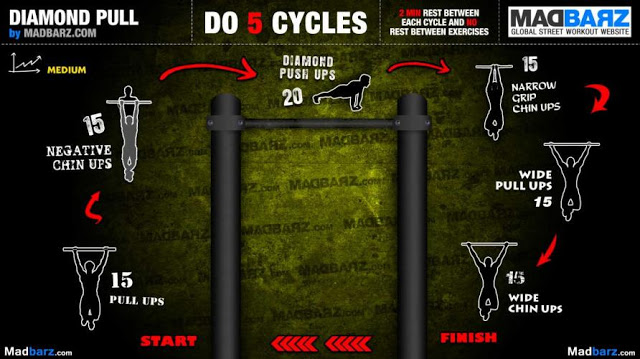 DIAMOND PULL
by MADBARZ.COM
DO 5 CYCLES
2 MIN REST BETWEEN
EACH CYCLE AND NO
REST BETWEEN EXERCISES
MADBARZ
GLOBAL STREET WORKOUT WEBSITE
MEDIUM
DIAMOND
PUSH UPS
20
15
NARROW
GRIP
CHIN UPS
15
NEGATIVE
CHIN UPS
WIDE
PULL UPS
15
15
PULL UPS
15
WIDE
CHIN UPS
START
FINISH
Madbarz.com
Madbarz.com
MADBARZ.com